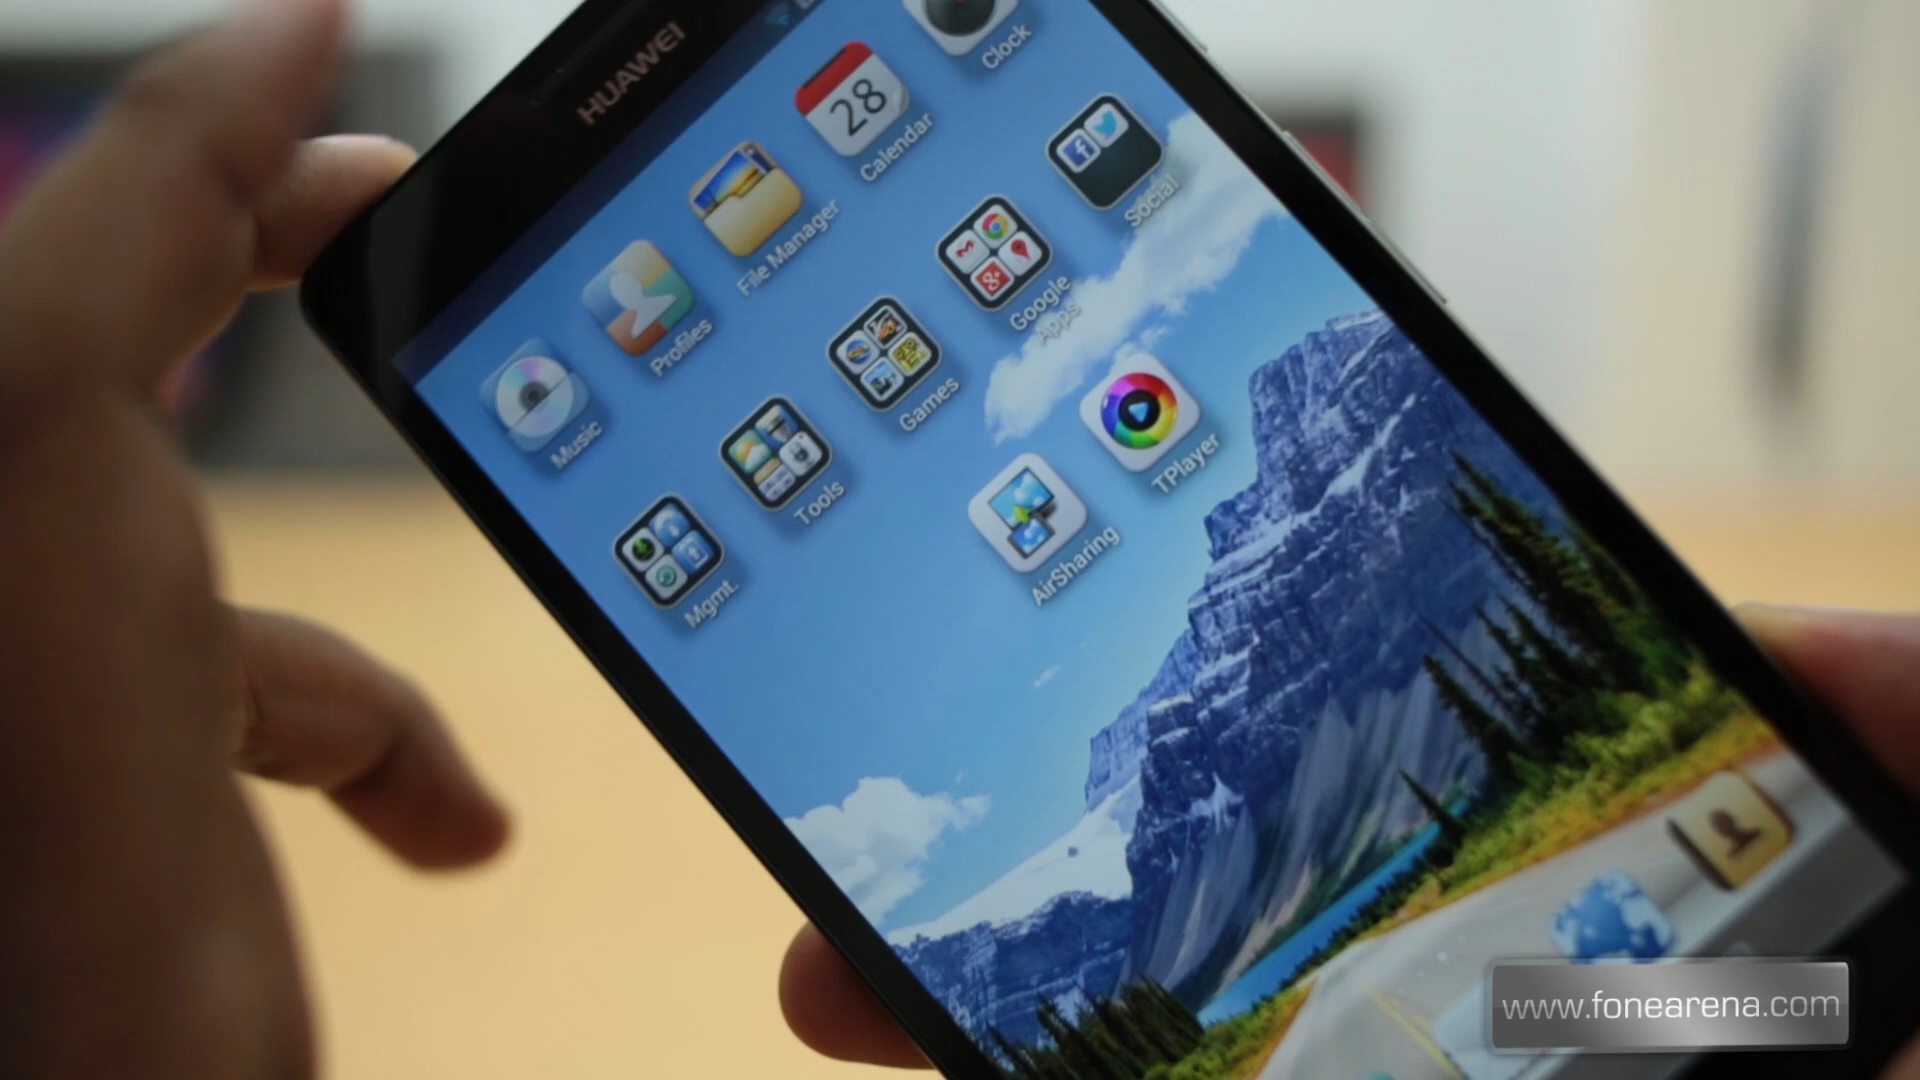 HUAWEI
Clock
28
Calendar
File Manager
Profiles
Music
Social
Google
Apps
Games
Tools
Mgmt.
TPlayer
AirSharing
www.fonearena.com